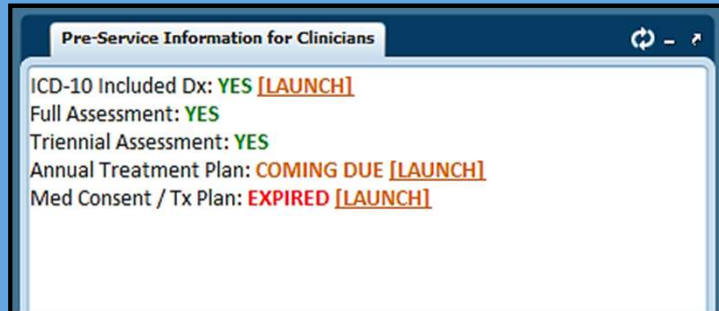 Pre-Service Information for Clinicians
ICD-10 Included Dx: YES [LAUNCH]
Full Assessment: YES
Triennial Assessment: YES
Annual Treatment Plan: COMING DUE [LAUNCH]
Med Consent / Tx Plan: EXPIRED [LAUNCH]